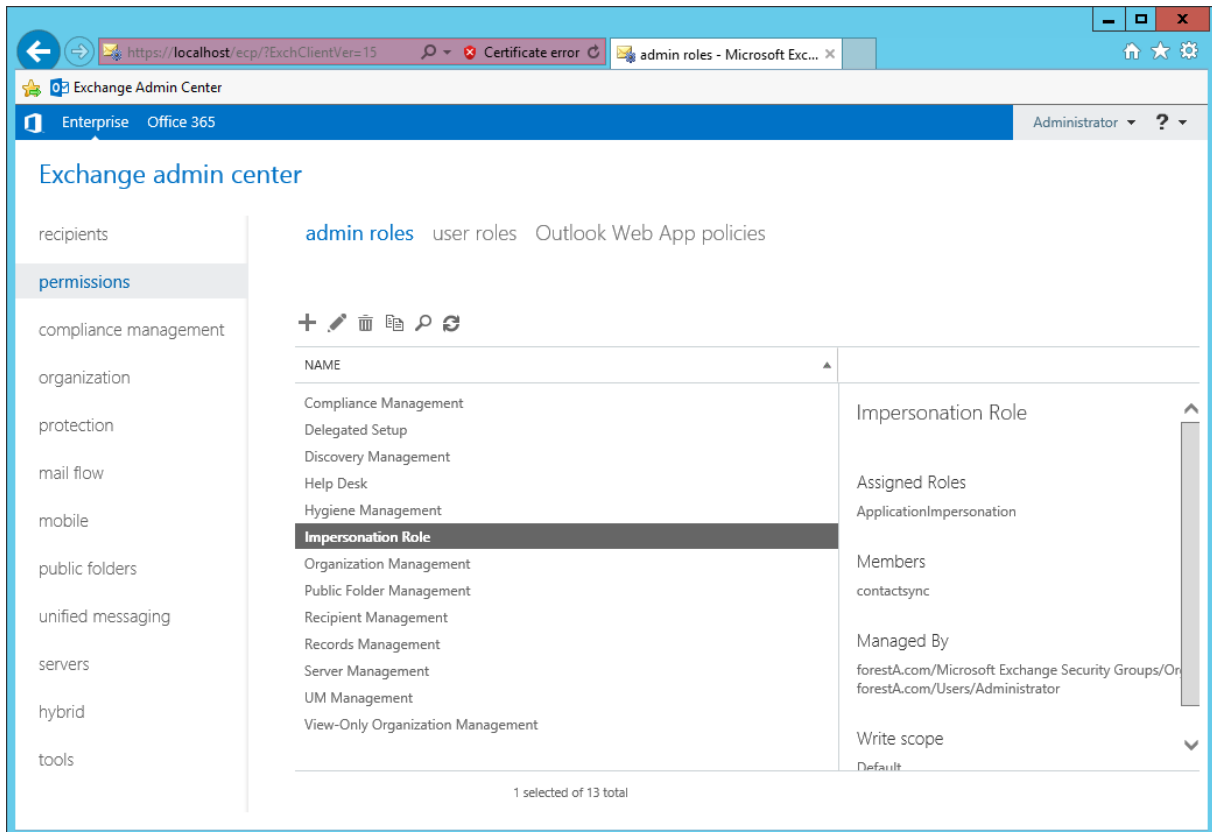 https://localhost/ecp/?ExchClientVer=15
Certificate error
admin roles - Microsoft Exc...
Exchange Admin Center
Enterprise Office 365
Administrator ?
Exchange admin center
recipients
permissions
compliance management
organization
protection
mail flow
mobile
public folders
unified messaging
servers
hybrid
tools
admin roles user roles Outlook Web App policies
NAME
Compliance Management
Delegated Setup
Discovery Management
Help Desk
Hygiene Management
Impersonation Role
Organization Management
Public Folder Management
Recipient Management
Records Management
Server Management
UM Management
View-Only Organization Management
1 selected of 13 total
Impersonation Role
Assigned Roles
ApplicationImpersonation
Members
contactsync
Managed By
forestA.com/Microsoft Exchange Security Groups/Or
forestA.com/Users/Administrator
Write scope
Default